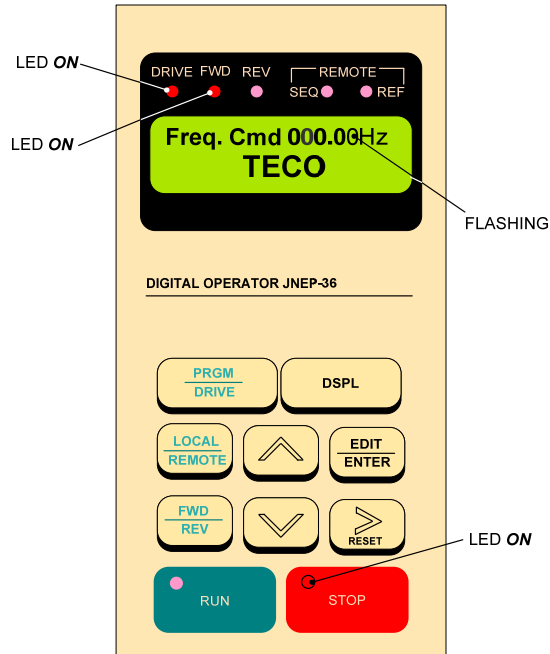 LED ON
DRIVE FWD REV REMOTE
SEQ REF
LED ON
Freq. Cmd 000.00Hz
TECO
FLASHING
DIGITAL OPERATOR JNEP-36
PRGM
DRIVE
DSPL
LOCAL
REMOTE
EDIT
ENTER
FWD
REV
RESET
LED ON
RUN
STOP